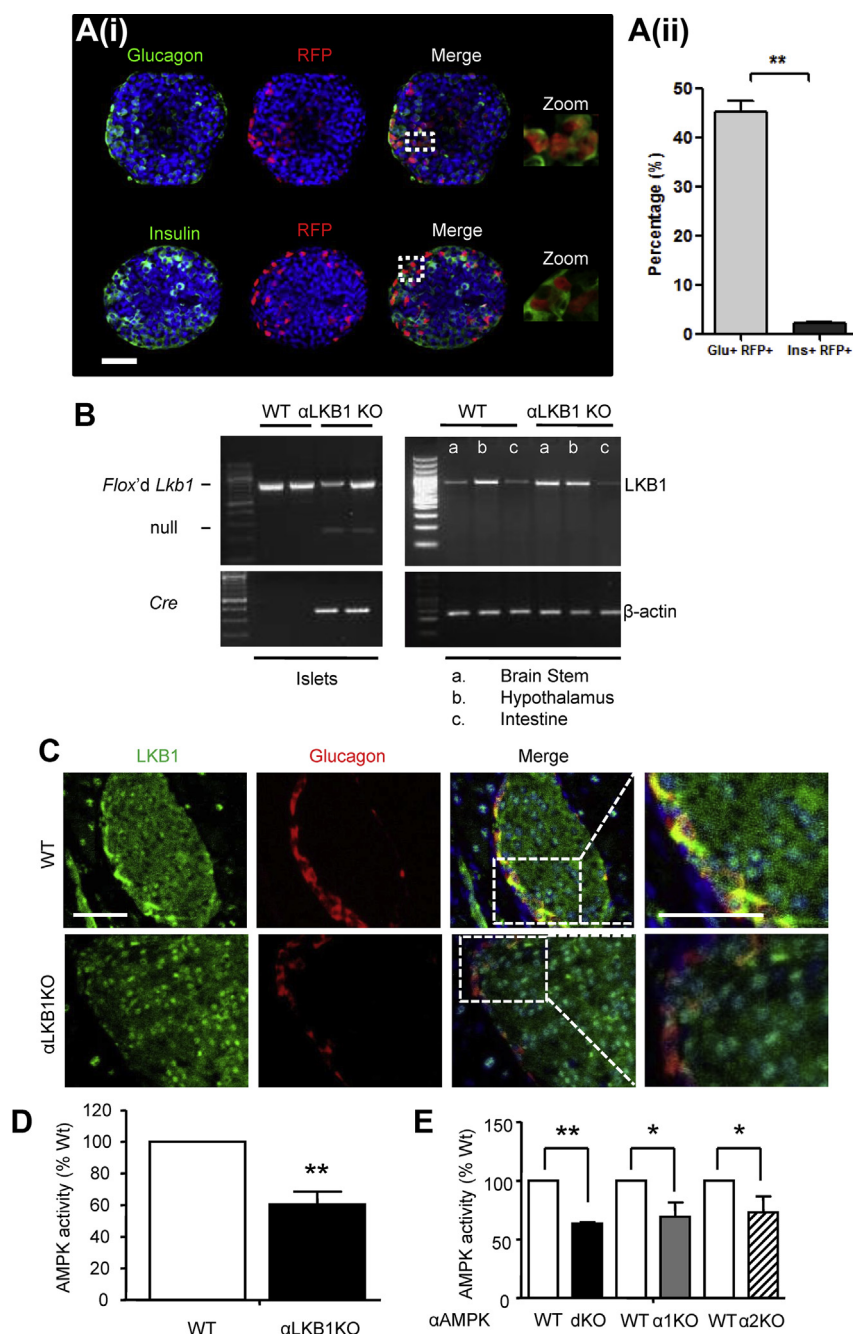 A(i)
Glucagon RFP Merge
Zoom
Insulin RFP Merge
Zoom
A(ii)
**
50
40
30
20
10
0
Percentage (%)
Glu+ RFP+ Ins+ RFP+
B
WT αLKB1 KO
Flox'd Lkb1
null
Cre
Islets
WT αLKB1 KO
a b c a b c
LKB1
β-actin
a. Brain Stem
b. Hypothalamus
c. Intestine
C
LKB1 Glucagon Merge
WT
αLKB1KO
D
AMPK activity (% Wt)
120
100
80
60
40
20
0
**
WT αLKB1KO
E
AMPK activity (% Wt)
150
100
50
0
** * *
αAMPK WT dKO WT α1KO WT α2KO